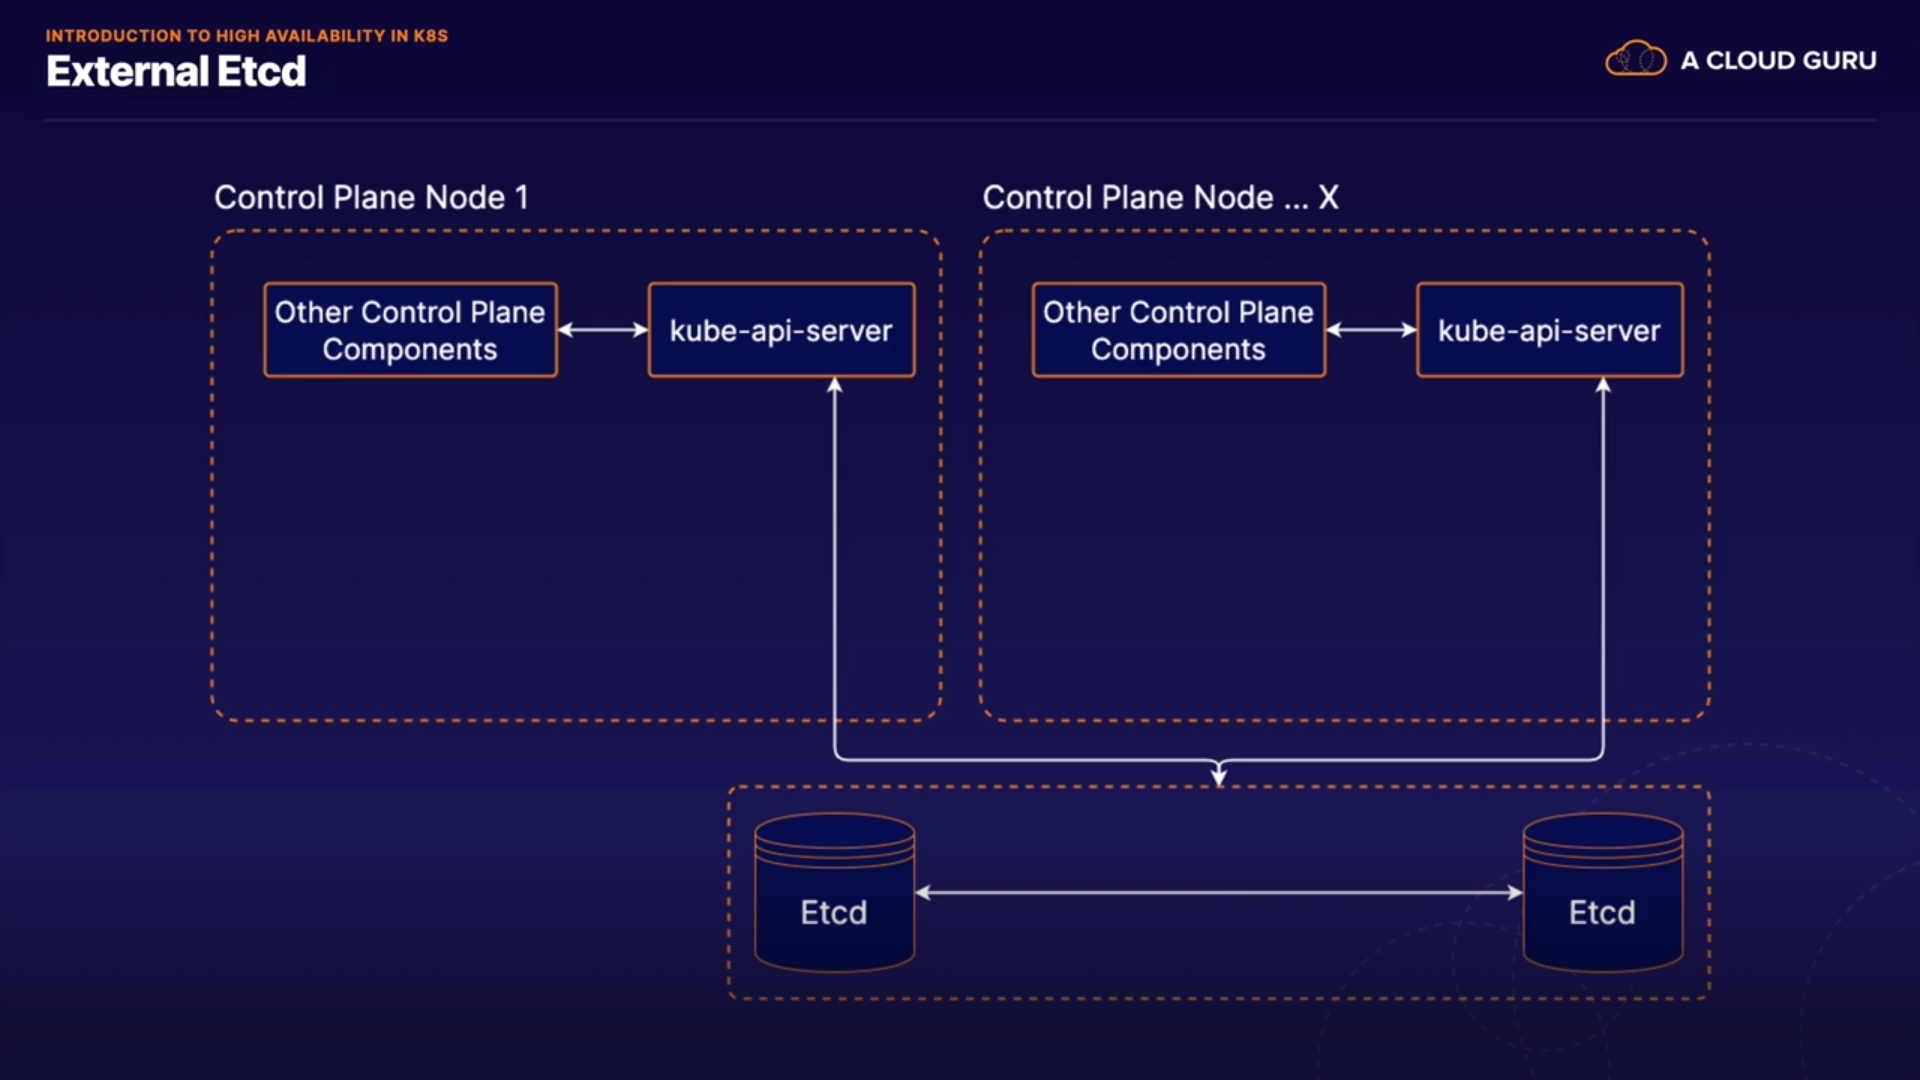 INTRODUCTION TO HIGH AVAILABILITY IN K8S
External Etcd
A CLOUD GURU
Control Plane Node 1
Control Plane Node ... X
Other Control Plane
Components
kube-api-server
Other Control Plane
Components
kube-api-server
Etcd
Etcd